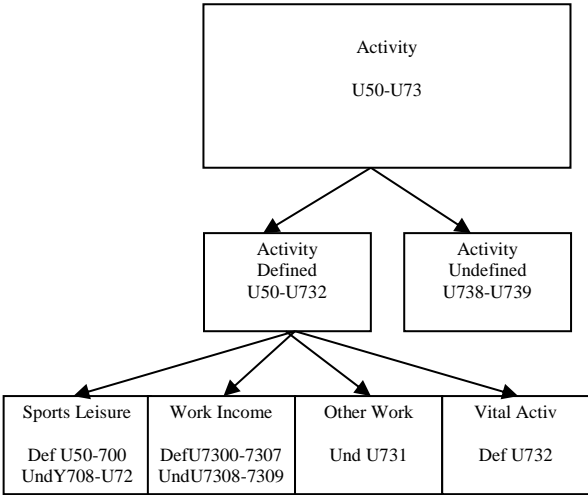 Activity
U50-U73
Activity
Defined
U50-U732
Activity
Undefined
U738-U739
Sports Leisure
Def U50-700
UndY708-U72
Work Income
DefU7300-7307
UndU7308-7309
Other Work
Und U731
Vital Activ
Def U732